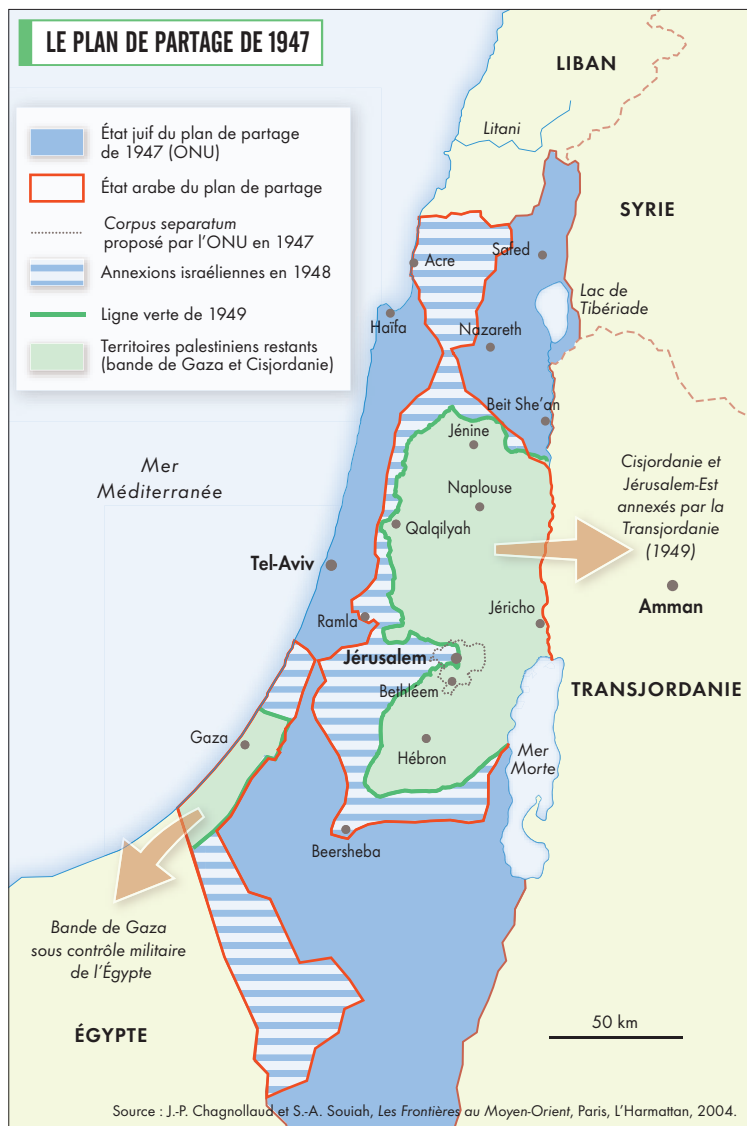 LE PLAN DE PARTAGE DE 1947
État juif du plan de partage
de 1947 (ONU)
État arabe du plan de partage
Corpus separatum
proposé par l'ONU en 1947
Annexions israéliennes en 1948
Ligne verte de 1949
Territoires palestiniens restants
(bande de Gaza et Cisjordanie)
LIBAN
Litani
SYRIE
Safed
Acre
Lac de
Tibériade
Haïfa
Nazareth
Beit She'an
Jénine
Mer
Méditerranée
Naplouse
Cisjordanie et
Jérusalem-Est
annexés par la
Transjordanie
(1949)
Qalqilyah
Tel-Aviv
Amman
Ramla
Jéricho
Jérusalem
Bethléem
TRANSJORDANIE
Gaza
Hébron
Mer
Morte
Beersheba
Bande de Gaza
sous contrôle militaire
de l'Égypte
ÉGYPTE
50 km
Source : J.-P. Chagnollaud et S.-A. Souiah, Les Frontières au Moyen-Orient, Paris, L'Harmattan, 2004.